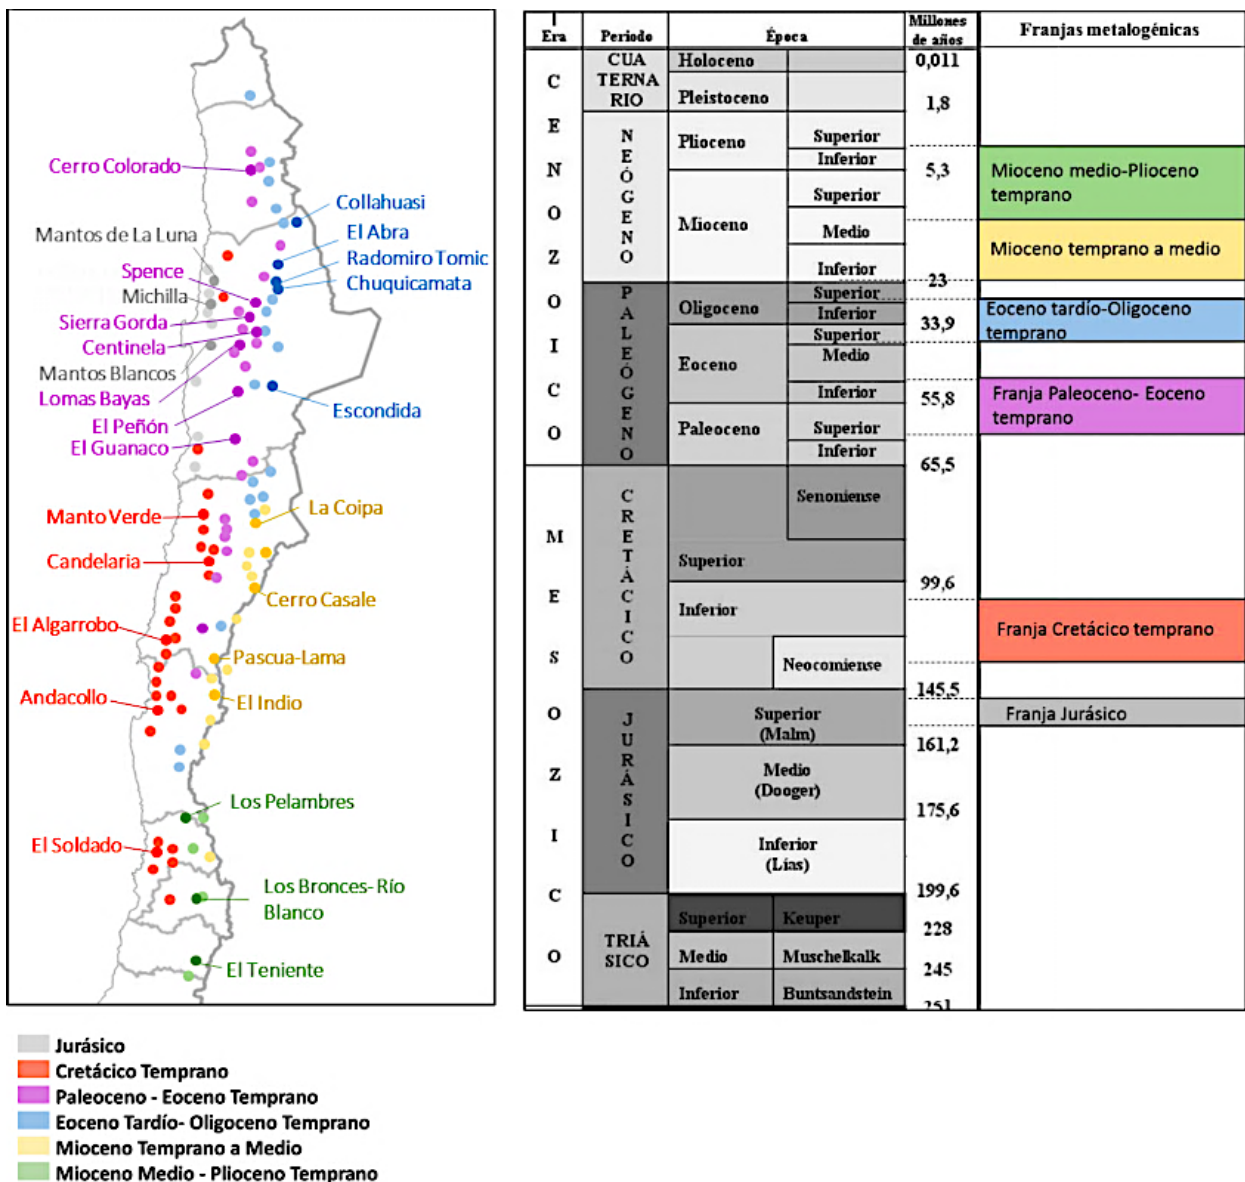 Cerro Colorado
Collahuasi
Mantos de La Luna
El Abra
Radomiro Tomic
Spence
Chuquicamata
Michilla
Sierra Gorda
Centinela
Mantos Blancos
Lomas Bayas
Escondida
El Peñón
El Guanaco
La Coipa
Manto Verde
Candelaria
Cerro Casale
El Algarrobo
Pascua-Lama
Andacollo
El Indio
Los Pelambres
El Soldado
Los Bronces- Río
Blanco
El Teniente
Era
Periodo
Época
Millones
de años
Franjas metalogénicas
CENOZOICO
MESOZOICO
CUA
TERNA
RIO
NEÓGENO
PALEÓGENO
CRETÁCICO
JURÁSICO
TRIÁ
SICO
Holoceno
Pleistoceno
Plioceno
Superior
Inferior
Mioceno
Superior
Medio
Inferior
Oligoceno
Superior
Inferior
Eoceno
Superior
Medio
Inferior
Paleoceno
Superior
Inferior
Senoniense
Superior
Inferior
Neocomiense
Superior
(Malm)
Medio
(Dooger)
Inferior
(Lías)
Superior Keuper
Medio Muschelkalk
Inferior Buntsandstein
0,011
1,8
5,3
23
33,9
55,8
65,5
99,6
145,5
161,2
175,6
199,6
228
245
251
Mioceno medio-Plioceno
temprano
Mioceno temprano a medio
Eoceno tardío-Oligoceno
temprano
Franja Paleoceno- Eoceno
temprano
Franja Cretácico temprano
Franja Jurásico
Jurásico
Cretácico Temprano
Paleoceno - Eoceno Temprano
Eoceno Tardío- Oligoceno Temprano
Mioceno Temprano a Medio
Mioceno Medio - Plioceno Temprano